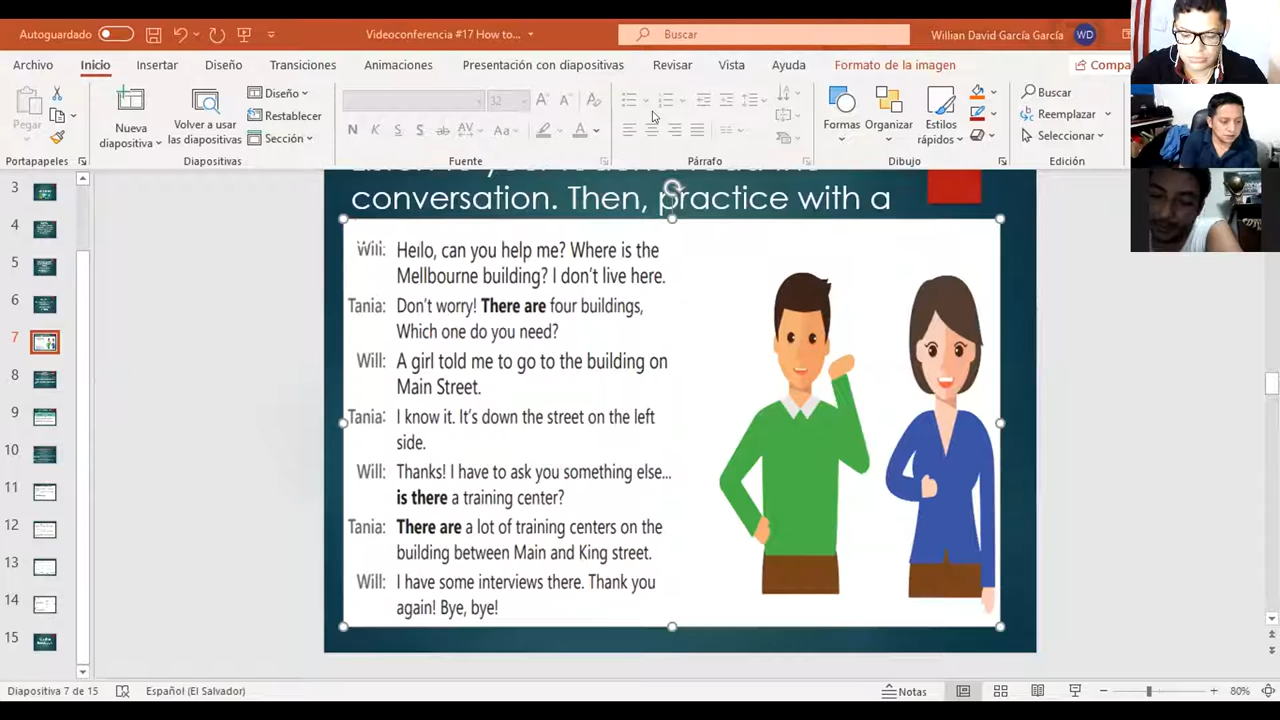 Autoguardado
Videoconferencia #17 How to...
Buscar
Willian David García García
WD
Archivo
Inicio
Insertar
Diseño
Transiciones
Animaciones
Presentación con diapositivas
Revisar
Vista
Ayuda
Formato de la imagen
Compa
Pegar
Nueva
diapositiva
Volver a usar
las diapositivas
Diseño
Restablecer
Sección
32
Formas
Organizar
Estilos
rápidos
Buscar
Reemplazar
Seleccionar
Portapapeles
Diapositivas
Fuente
Párrafo
Dibujo
Edición
3
4
5
6
7
8
9
10
11
12
13
14
15
conversation. Then, practice with a
Will: Hello, can you help me? Where is the
Mellbourne building? I don't live here.
Tania: Don't worry! There are four buildings,
Which one do you need?
Will: A girl told me to go to the building on
Main Street.
Tania: I know it. It's down the street on the left
side.
Will: Thanks! I have to ask you something else...
is there a training center?
Tania: There are a lot of training centers on the
building between Main and King street.
Will: I have some interviews there. Thank you
again! Bye, bye!
Diapositiva 7 de 15
Español (El Salvador)
Notas
80%